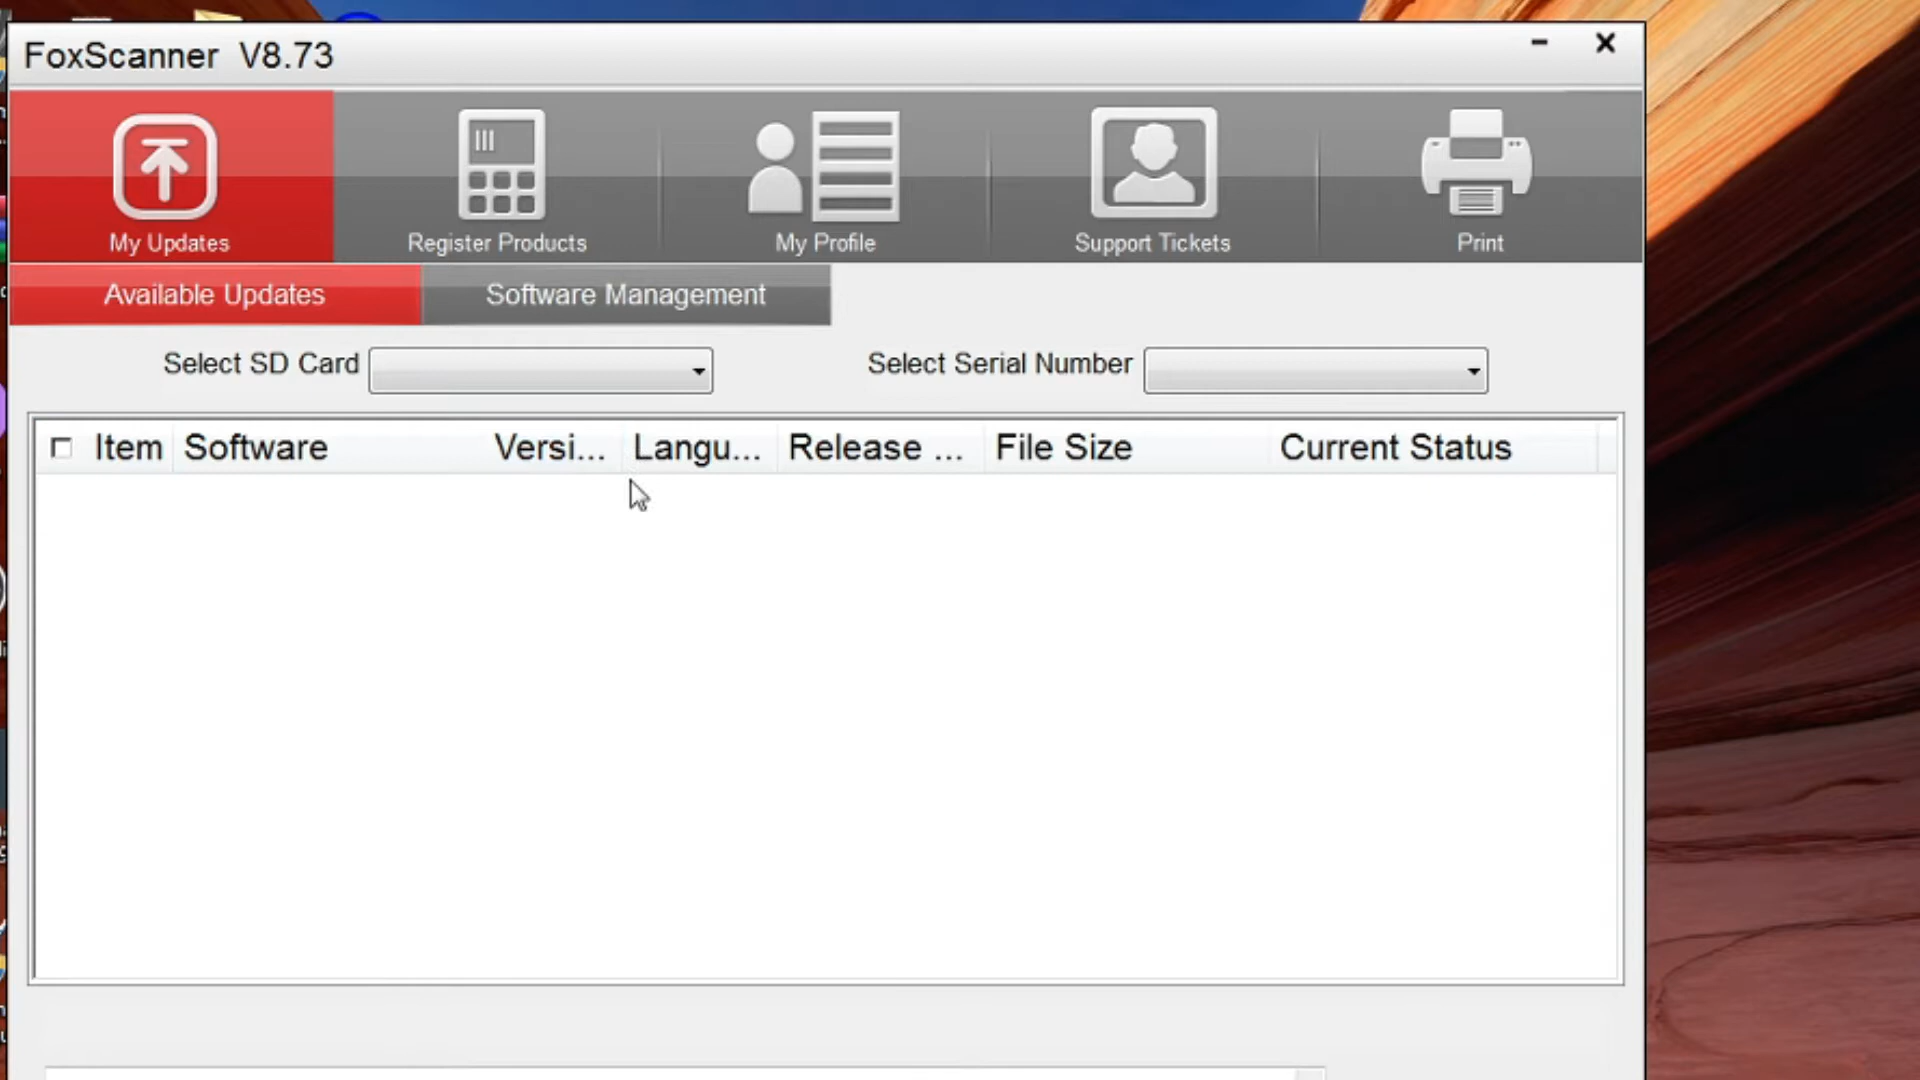 FoxScanner V8.73
My Updates Register Products My Profile Support Tickets Print
Available Updates Software Management
Select SD Card Select Serial Number
Item Software Versi... Langu... Release ... File Size Current Status